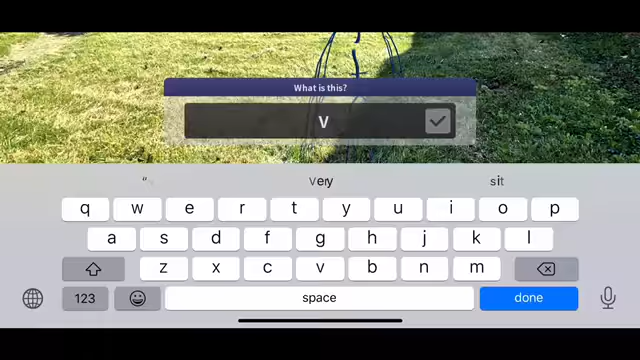 What is this?
V
" Very sit
q w e r t y u i o p
a s d f g h j k l
z x c v b n m
123 space done